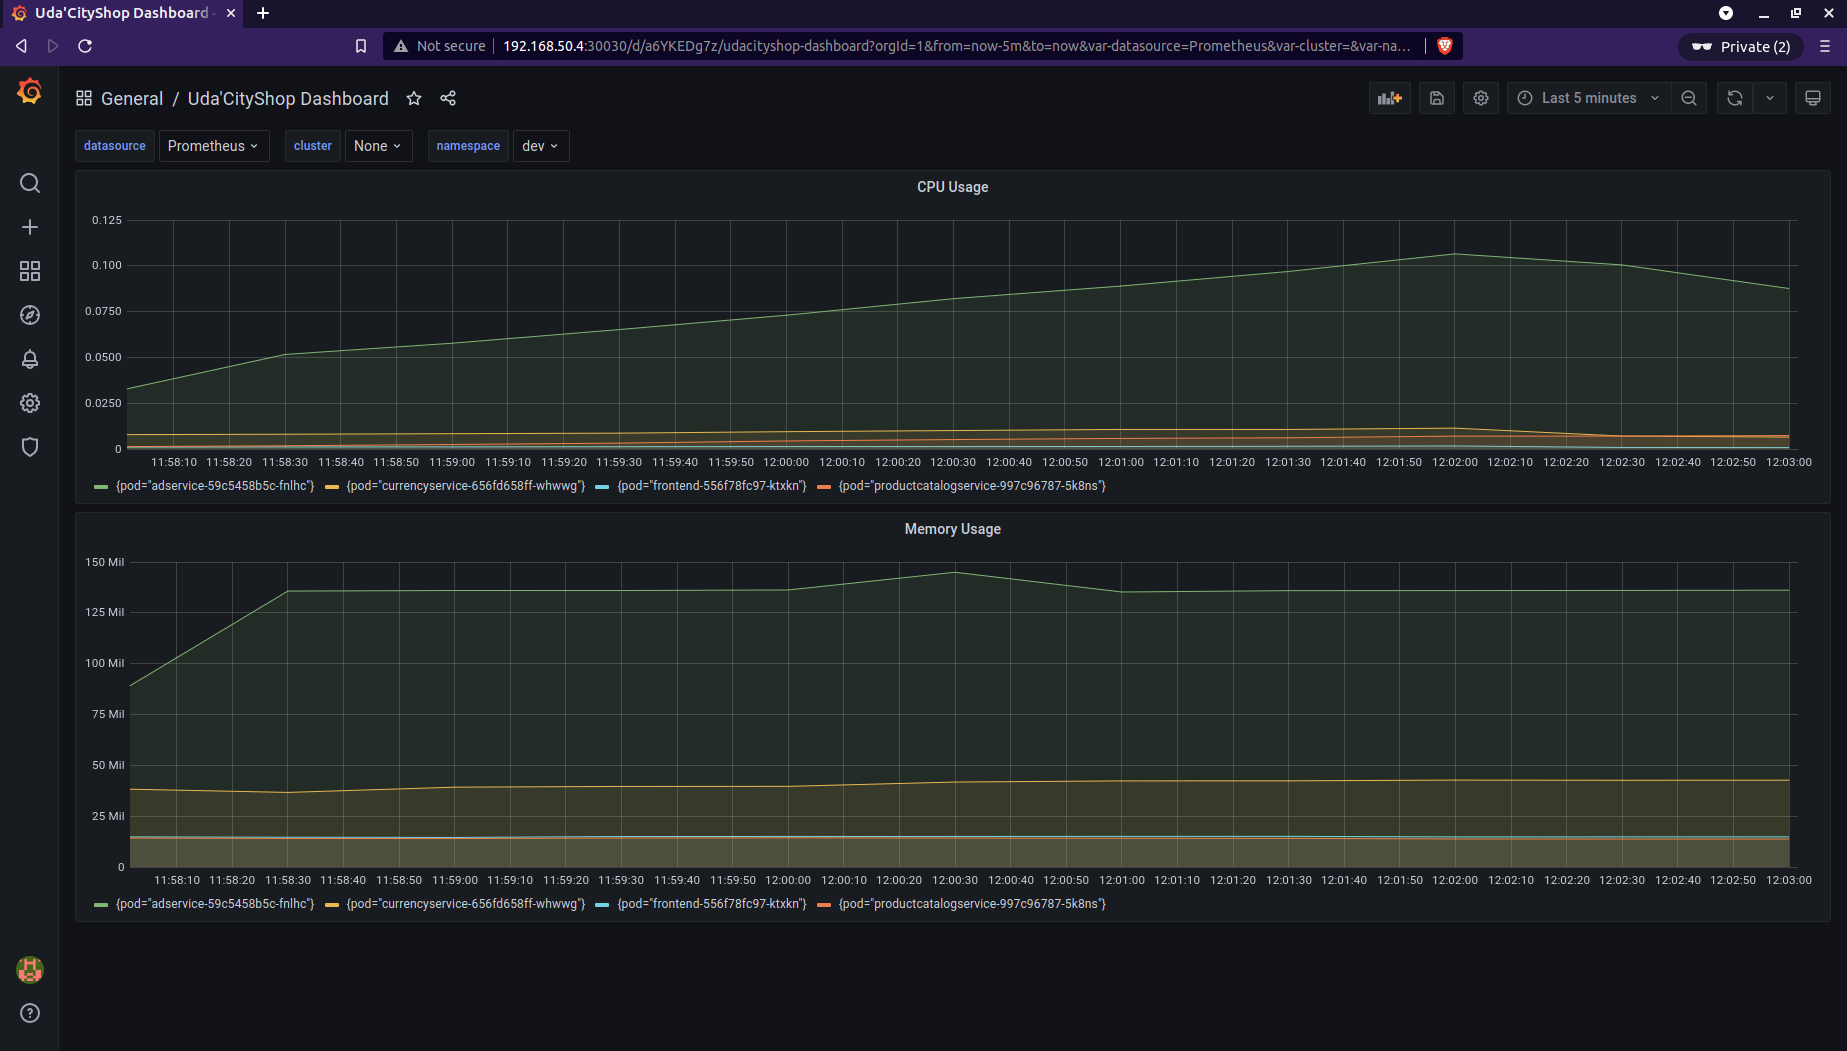 Uda'CityShop Dashboard -
Not secure 192.168.50.4:30030/d/a6YKEDg7z/udacityshop-dashboard?orgId=1&from=now-5m&to=now&var-datasource=Prometheus&var-cluster=&var-na... Private (2)
General / Uda'CityShop Dashboard Last 5 minutes
datasource Prometheus cluster None namespace dev
CPU Usage
0.125
0.100
0.0750
0.0500
0.0250
0
11:58:10 11:58:20 11:58:30 11:58:40 11:58:50 11:59:00 11:59:10 11:59:20 11:59:30 11:59:40 11:59:50 12:00:00 12:00:10 12:00:20 12:00:30 12:00:40 12:00:50 12:01:00 12:01:10 12:01:20 12:01:30 12:01:40 12:01:50 12:02:00 12:02:10 12:02:20 12:02:30 12:02:40 12:02:50 12:03:00
{pod="adservice-59c5458b5c-fnlhc"} {pod="currencyservice-656fd658ff-whwwg"} {pod="frontend-556f78fc97-ktxkn"} {pod="productcatalogservice-997c96787-5k8ns"}
Memory Usage
150 Mil
125 Mil
100 Mil
75 Mil
50 Mil
25 Mil
0
11:58:10 11:58:20 11:58:30 11:58:40 11:58:50 11:59:00 11:59:10 11:59:20 11:59:30 11:59:40 11:59:50 12:00:00 12:00:10 12:00:20 12:00:30 12:00:40 12:00:50 12:01:00 12:01:10 12:01:20 12:01:30 12:01:40 12:01:50 12:02:00 12:02:10 12:02:20 12:02:30 12:02:40 12:02:50 12:03:00
{pod="adservice-59c5458b5c-fnlhc"} {pod="currencyservice-656fd658ff-whwwg"} {pod="frontend-556f78fc97-ktxkn"} {pod="productcatalogservice-997c96787-5k8ns"}